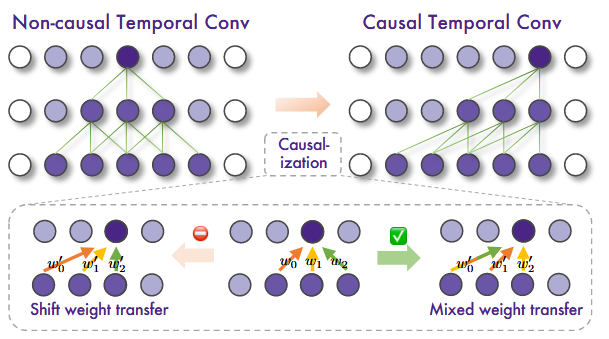 Non-causal Temporal Conv
Causal Temporal Conv
Causal-
ization
w′₀ w′₁ w′₂
w₀ w₁ w₂
w′₀ w′₁ w′₂
Shift weight transfer
Mixed weight transfer